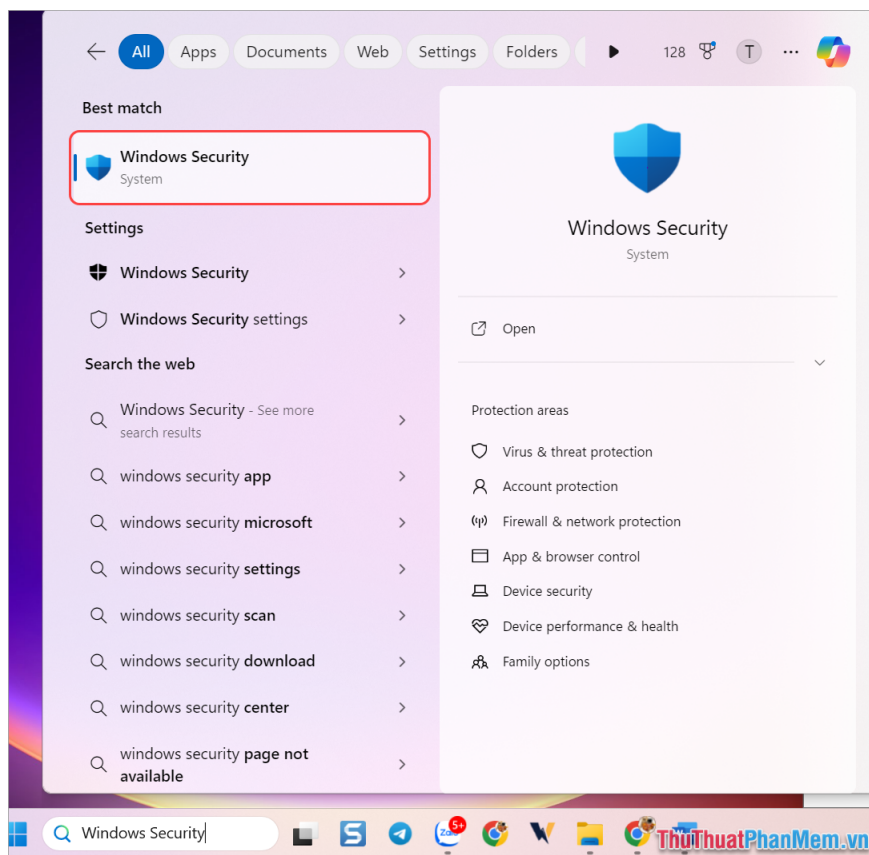 All Apps Documents Web Settings Folders 128 T ...
Best match
Windows Security
System
Settings
Windows Security
Windows Security settings
Search the web
Windows Security - See more
search results
windows security app
windows security microsoft
windows security settings
windows security scan
windows security download
windows security center
windows security page not
available
Windows Security
System
Open
Protection areas
Virus & threat protection
Account protection
Firewall & network protection
App & browser control
Device security
Device performance & health
Family options
Windows Security S Zalo 5+
ThuThuatPhanMem.vn